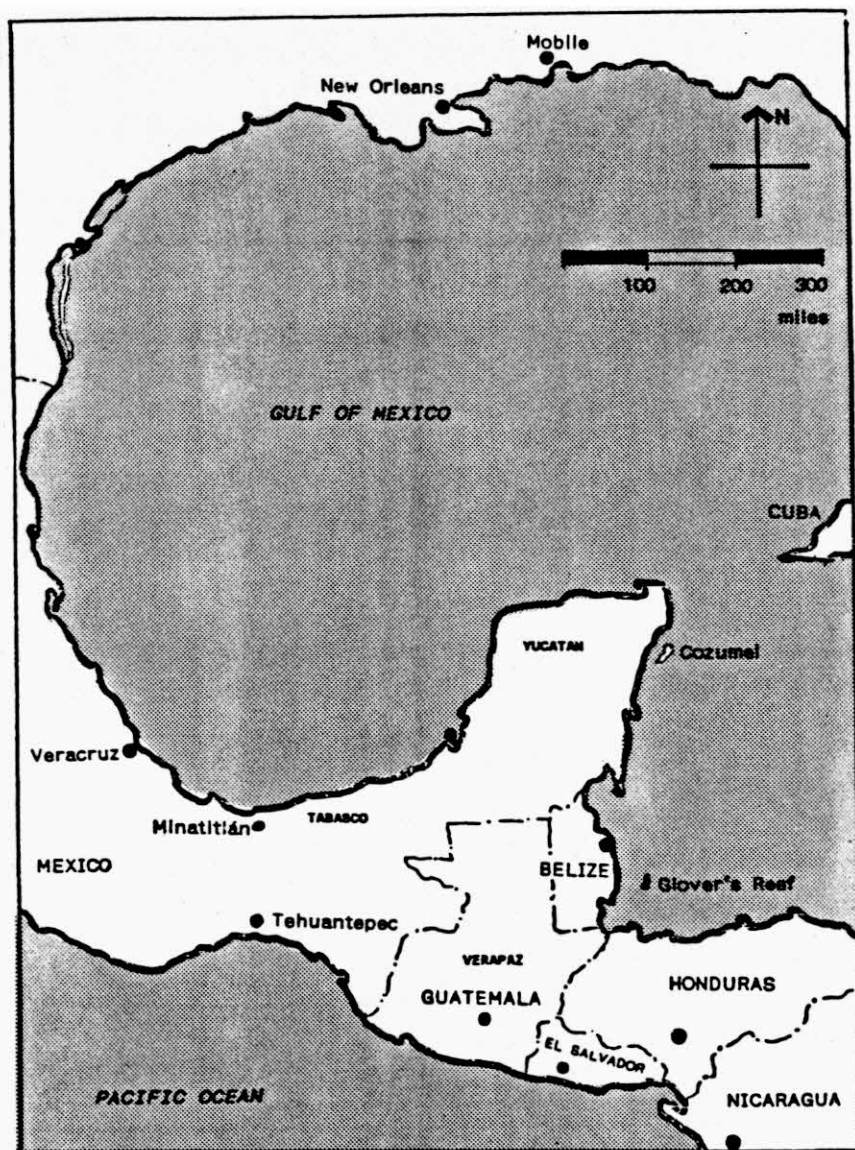 Mobile
New Orleans
N
100 200 300
miles
GULF OF MEXICO
CUBA
YUCATAN
Cozumel
Veracruz
TABASCO
Minatitlán
MEXICO
BELIZE
Glover's Reef
Tehuantepec
VERAPAZ
HONDURAS
GUATEMALA
EL SALVADOR
PACIFIC OCEAN
NICARAGUA